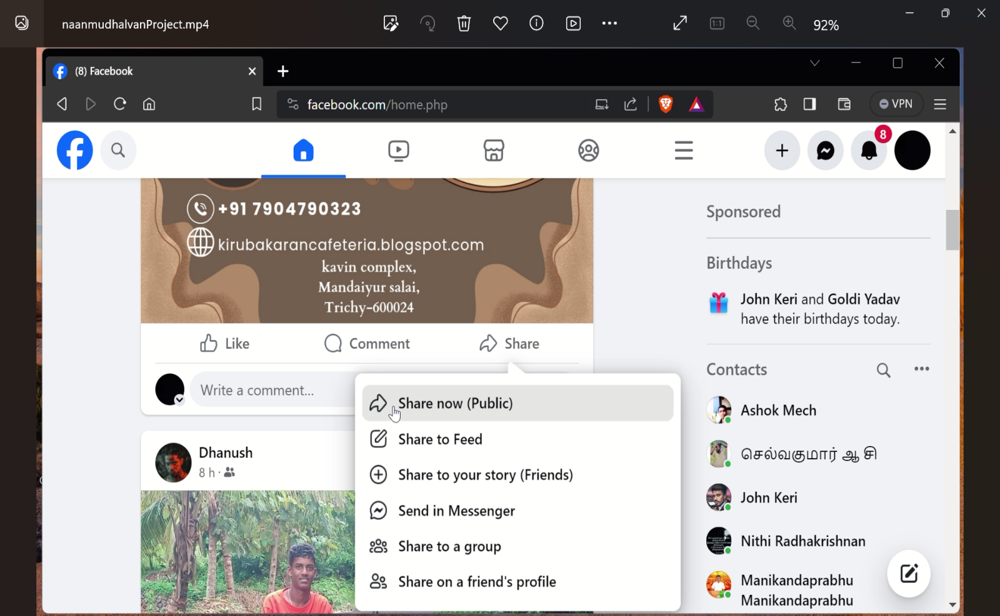 naanmudhalvanProject.mp4
1:1
92%
(8) Facebook
facebook.com/home.php
VPN
8
+91 7904790323
kirubakarancafeteria.blogspot.com
kavin complex,
Mandaiyur salai,
Trichy-600024
Like
Comment
Share
Write a comment...
Share now (Public)
Share to Feed
Share to your story (Friends)
Send in Messenger
Share to a group
Share on a friend's profile
Dhanush
8 h ·
Sponsored
Birthdays
John Keri and Goldi Yadav
have their birthdays today.
Contacts
Ashok Mech
செல்வகுமார் ஆ சி
John Keri
Nithi Radhakrishnan
Manikandaprabhu
Manikandaprabhu